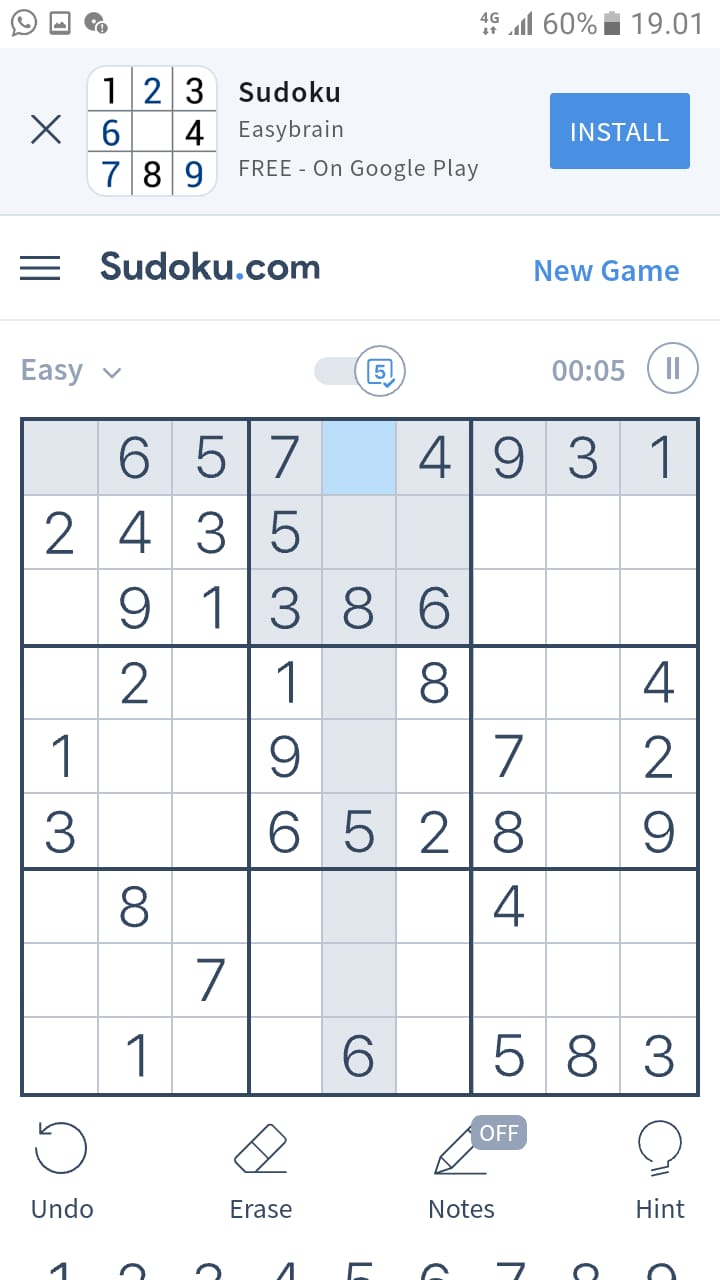 4G 60% 19.01
1 2 3
6 4
7 8 9
Sudoku
Easybrain
FREE - On Google Play
INSTALL
Sudoku.com
New Game
Easy
5
00:05
6 5 7 4 9 3 1
2 4 3 5
9 1 3 8 6
2 1 8 4
1 9 7 2
3 6 5 2 8 9
8 4
7
1 6 5 8 3
OFF
Undo Erase Notes Hint
1 2 3 4 5 6 7 8 9